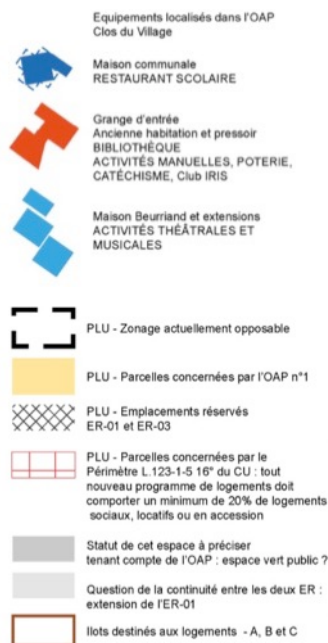 Equipements localisés dans l'OAP
Clos du Village
Maison communale
RESTAURANT SCOLAIRE
Grange d'entrée
Ancienne habitation et pressoir
BIBLIOTHÈQUE
ACTIVITÉS MANUELLES, POTERIE,
CATÉCHISME, Club IRIS
Maison Beurriand et extensions
ACTIVITÉS THÉÂTRALES ET
MUSICALES
PLU - Zonage actuellement opposable
PLU - Parcelles concernées par l'OAP n°1
PLU - Emplacements réservés
ER-01 et ER-03
PLU - Parcelles concernées par le
Périmètre L.123-1-5 16° du CU : tout
nouveau programme de logements doit
comporter un minimum de 20% de logements
sociaux, locatifs ou en accession
Statut de cet espace à préciser
tenant compte de l'OAP : espace vert public ?
Question de la continuité entre les deux ER :
extension de l'ER-01
Ilots destinés aux logements - A, B et C